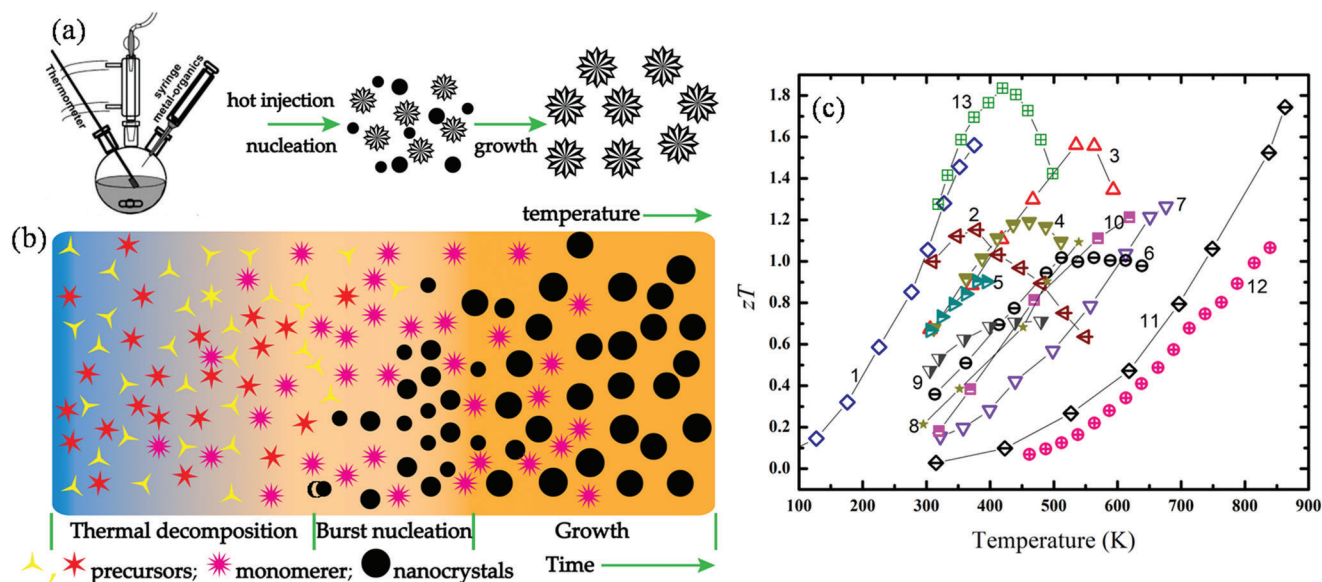 (a)
Thermometer
syringe
metal-organics
hot injection
nucleation
growth
temperature
(b)
Thermal decomposition
Burst nucleation
Growth
, precursors; monomerer; nanocrystals
Time
(c)
zT
1.8
1.6
1.4
1.2
1.0
0.8
0.6
0.4
0.2
0.0
13
3
2
4
10
7
6
5
1
9
8
11
12
100 200 300 400 500 600 700 800 900
Temperature (K)